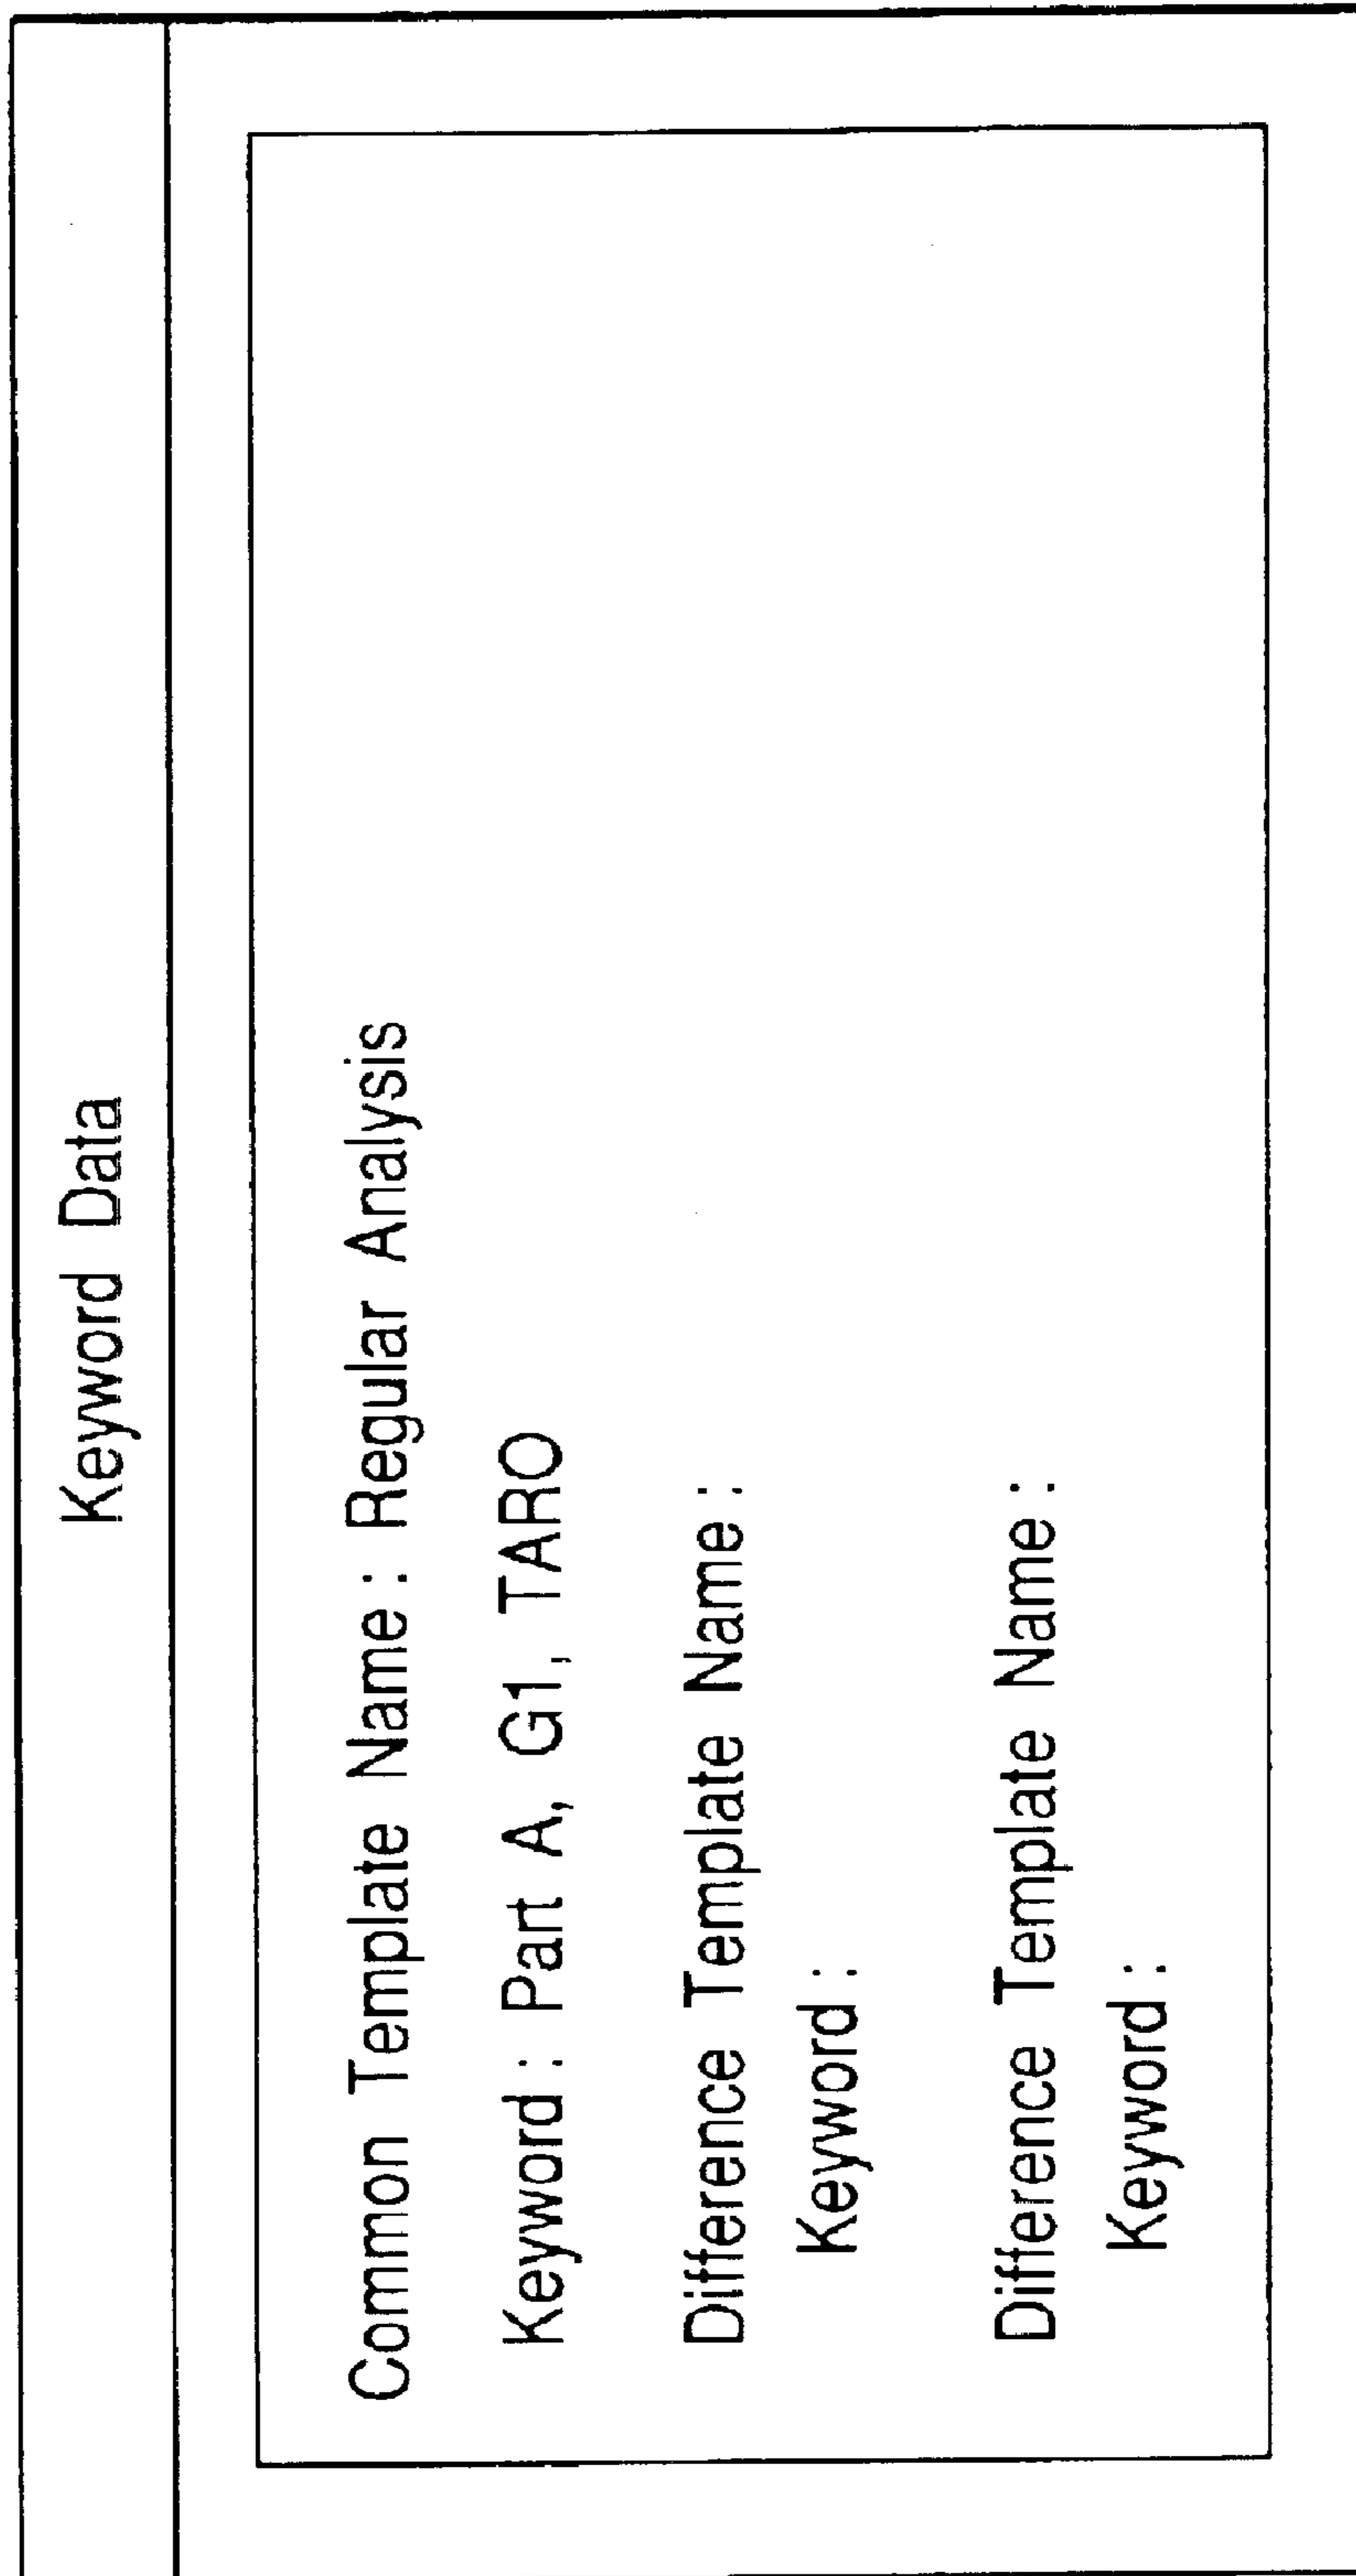 Keyword Data
Common Template Name : Regular Analysis
Keyword : Part A, G1, TARO
Difference Template Name :
Keyword :
Difference Template Name :
Keyword :